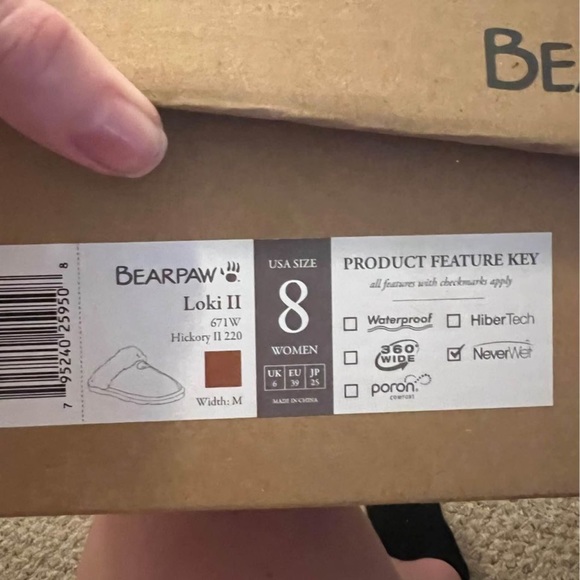 BE
BEARPAW
Loki II
671W
Hickory II 220
Width: M
7 95240 25950 8
USA SIZE
8
WOMEN
UK EU JP
6 39 25
MADE IN CHINA
PRODUCT FEATURE KEY
all features with checkmarks apply
Waterproof
HiberTech
360°
WIDE
NeverWet
poron
COMFORT